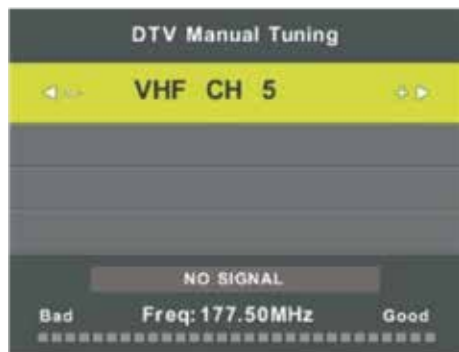 DTV Manual Tuning
VHF CH 5
NO SIGNAL
Bad Freq:177.50MHz Good